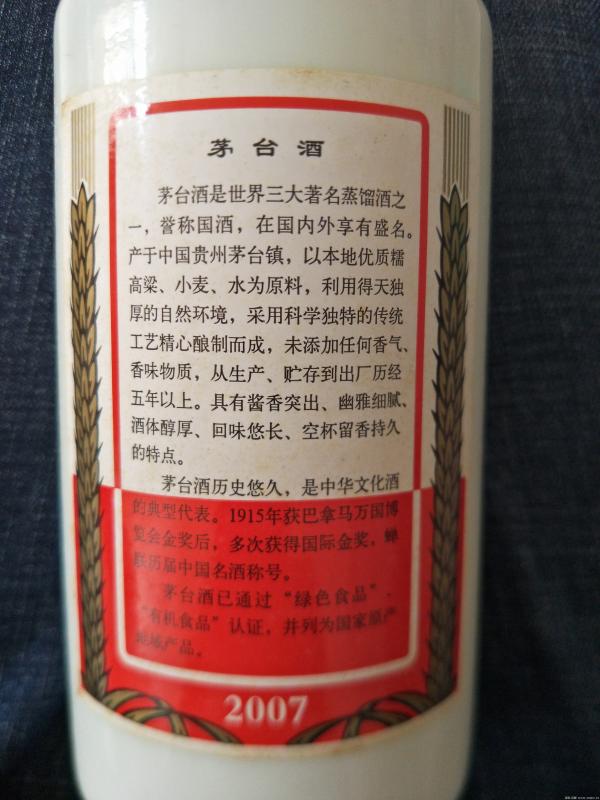 茅台酒
茅台酒是世界三大著名蒸馏酒之
一，誉称国酒，在国内外享有盛名。
产于中国贵州茅台镇，以本地优质糯
高粱、小麦、水为原料，利用得天独
厚的自然环境，采用科学独特的传统
工艺精心酿制而成，未添加任何香气、
香味物质，从生产、贮存到出厂历经
五年以上。具有酱香突出、幽雅细腻、
酒体醇厚、回味悠长、空杯留香持久
的特点。
茅台酒历史悠久，是中华文化酒
的典型代表。1915年获巴拿马万国博
览会金奖后，多次获得国际金奖，蝉
联历届中国名酒称号。
茅台酒已通过“绿色食品”、
“有机食品”认证，并列为国家原产
地域产品。
2007